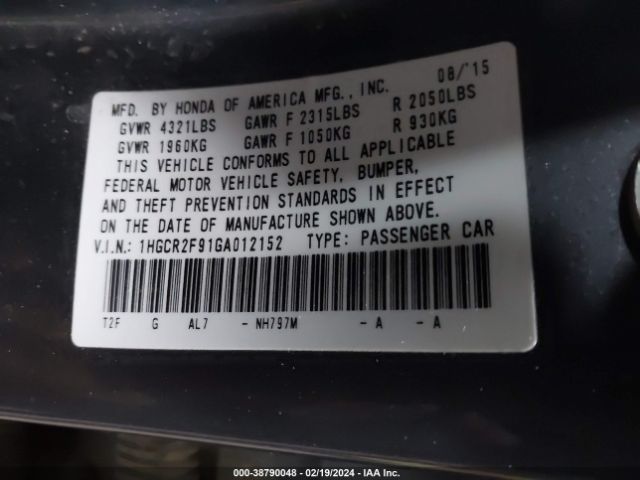 MFD. BY HONDA OF AMERICA MFG., INC. 08/'15
GVWR 4321LBS GAWR F 2315LBS R 2050LBS
GVWR 1960KG GAWR F 1050KG R 930KG
THIS VEHICLE CONFORMS TO ALL APPLICABLE
FEDERAL MOTOR VEHICLE SAFETY, BUMPER,
AND THEFT PREVENTION STANDARDS IN EFFECT
ON THE DATE OF MANUFACTURE SHOWN ABOVE.
V.I.N.: 1HGCR2F91GA012152 TYPE: PASSENGER CAR
T2F G AL7 - NH797M - A - A
000-38790048 - 02/19/2024 - IAA Inc.